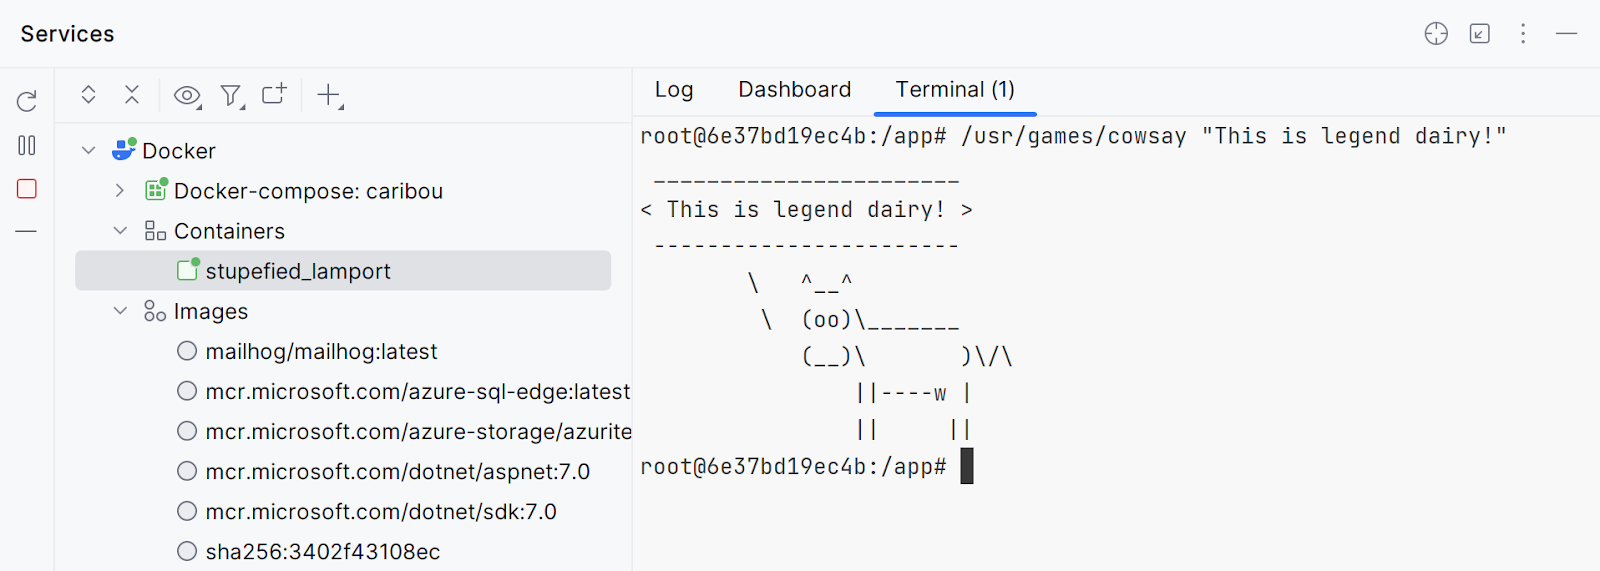 Services
Log Dashboard Terminal (1)
Docker
Docker-compose: caribou
Containers
stupefied_lamport
Images
mailhog/mailhog:latest
mcr.microsoft.com/azure-sql-edge:latest
mcr.microsoft.com/azure-storage/azurite
mcr.microsoft.com/dotnet/aspnet:7.0
mcr.microsoft.com/dotnet/sdk:7.0
sha256:3402f43108ec
root@6e37bd19ec4b:/app# /usr/games/cowsay "This is legend dairy!"
 _______________________
< This is legend dairy! >
 -----------------------
        \   ^__^
         \  (oo)\_______
            (__)\       )\/\
                ||----w |
                ||     ||
root@6e37bd19ec4b:/app#